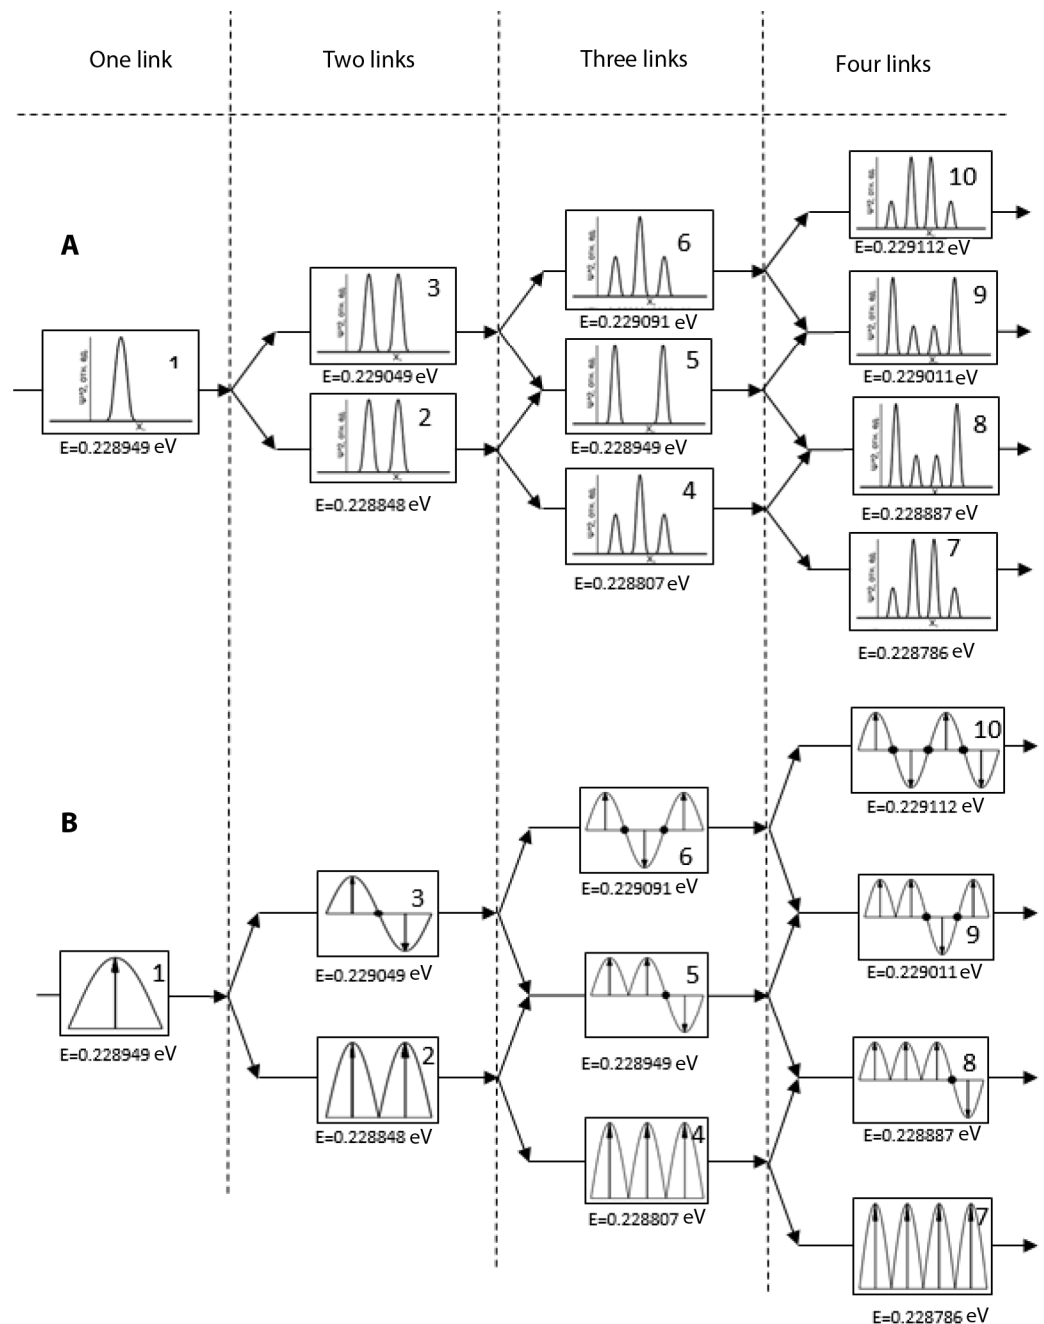 One link
Two links
Three links
Four links
A
1
E=0.228949 eV
3
E=0.229049 eV
2
E=0.228848 eV
6
E=0.229091 eV
5
E=0.228949 eV
4
E=0.228807 eV
10
E=0.229112 eV
9
E=0.229011 eV
8
E=0.228887 eV
7
E=0.228786 eV
B
1
E=0.228949 eV
3
E=0.229049 eV
2
E=0.228848 eV
6
E=0.229091 eV
5
E=0.228949 eV
4
E=0.228807 eV
10
E=0.229112 eV
9
E=0.229011 eV
8
E=0.228887 eV
7
E=0.228786 eV